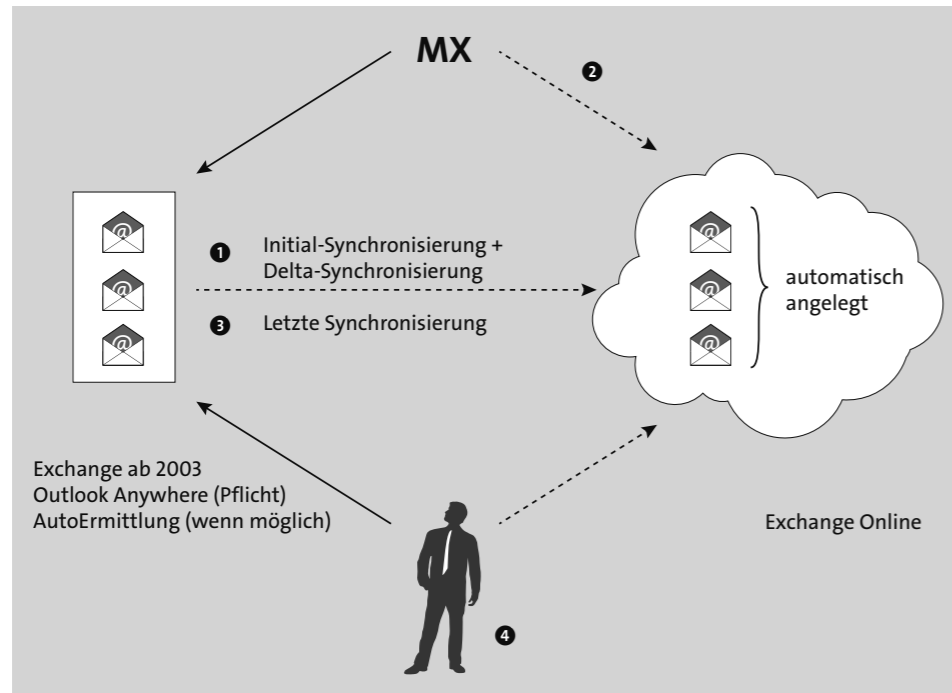 MX
❷
❶ Initial-Synchronisierung +
Delta-Synchronisierung
❸ Letzte Synchronisierung
automatisch
angelegt
Exchange ab 2003
Outlook Anywhere (Pflicht)
AutoErmittlung (wenn möglich)
Exchange Online
❹